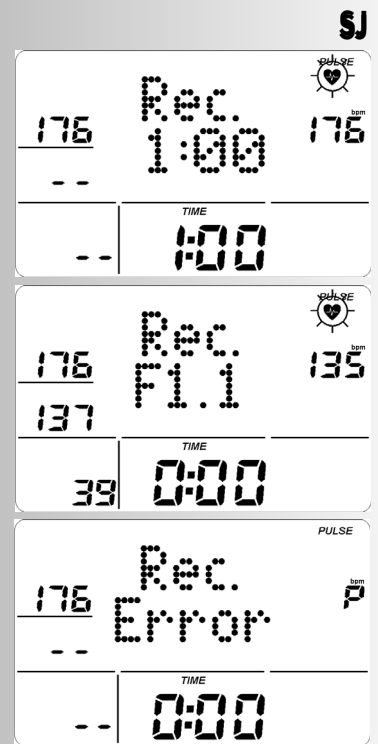 SJ
PULSE
Rec.
176
bpm
176
1:00
--
TIME
--
1:00
PULSE
Rec.
176
bpm
135
F1.1
137
TIME
39
0:00
PULSE
Rec
176
bpm
P
Error
--
TIME
--
0:00